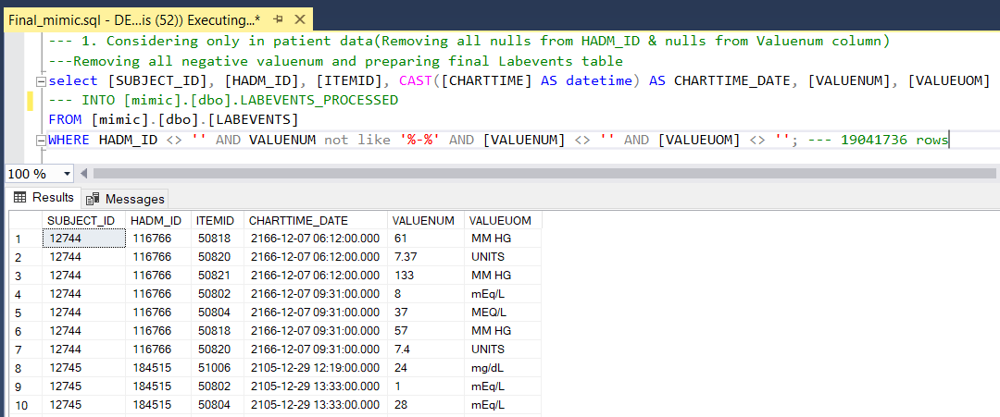 Final_mimic.sql - DE...is (52)) Executing...*
--- 1. Considering only in patient data(Removing all nulls from HADM_ID & nulls from Valuenum column)
---Removing all negative valuenum and preparing final Labevents table
select [SUBJECT_ID], [HADM_ID], [ITEMID], CAST([CHARTTIME] AS datetime) AS CHARTTIME_DATE, [VALUENUM], [VALUEUOM]
--- INTO [mimic].[dbo].LABEVENTS_PROCESSED
FROM [mimic].[dbo].[LABEVENTS]
WHERE HADM_ID <> '' AND VALUENUM not like '%-%' AND [VALUENUM] <> '' AND [VALUEUOM] <> ''; --- 19041736 rows
100 %
Results Messages
SUBJECT_ID HADM_ID ITEMID CHARTTIME_DATE VALUENUM VALUEUOM
1 12744 116766 50818 2166-12-07 06:12:00.000 61 MM HG
2 12744 116766 50820 2166-12-07 06:12:00.000 7.37 UNITS
3 12744 116766 50821 2166-12-07 06:12:00.000 133 MM HG
4 12744 116766 50802 2166-12-07 09:31:00.000 8 mEq/L
5 12744 116766 50804 2166-12-07 09:31:00.000 37 MEQ/L
6 12744 116766 50818 2166-12-07 09:31:00.000 57 MM HG
7 12744 116766 50820 2166-12-07 09:31:00.000 7.4 UNITS
8 12745 184515 51006 2105-12-29 12:19:00.000 24 mg/dL
9 12745 184515 50802 2105-12-29 13:33:00.000 1 mEq/L
10 12745 184515 50804 2105-12-29 13:33:00.000 28 mEq/L